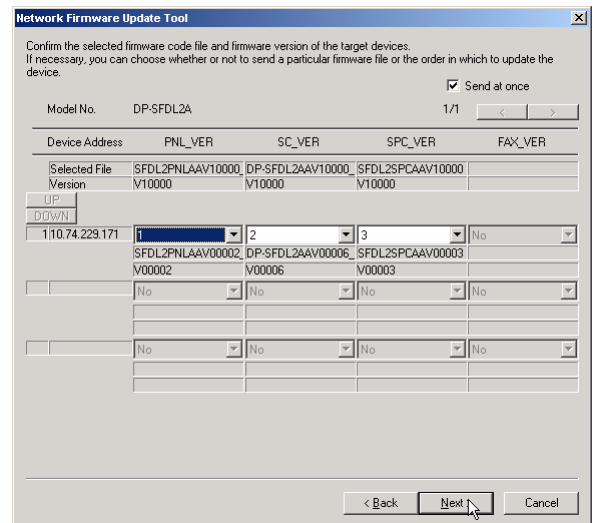 Network Firmware Update Tool
Confirm the selected firmware code file and firmware version of the target devices.
If necessary, you can choose whether or not to send a particular firmware file or the order in which to update the
device.
Send at once
Model No. DP-SFDL2A 1/1 < >
Device Address PNL_VER SC_VER SPC_VER FAX_VER
Selected File SFDL2PNLAAV10000_ DP-SFDL2AAV10000_ SFDL2SPCAAV10000
Version V10000 V10000 V10000
UP
DOWN
1 10.74.229.171 1 2 3 No
SFDL2PNLAAV00002_ DP-SFDL2AAV00006_ SFDL2SPCAAV00003
V00002 V00006 V00003
No No No No
No No No No
< Back Next > Cancel